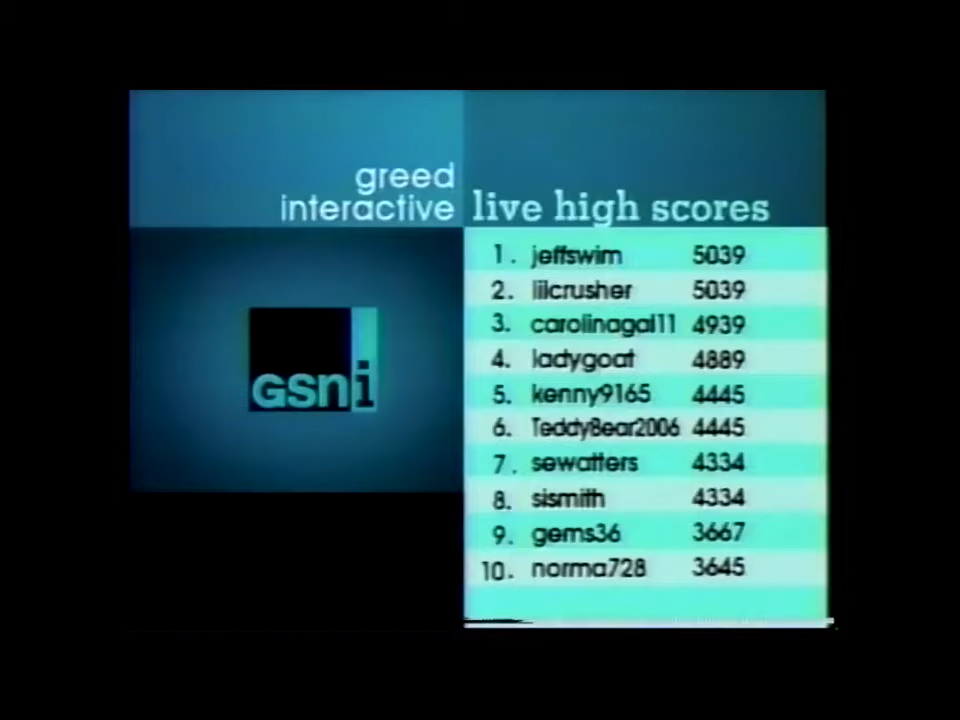 greed
interactive
live high scores
GSNi
1. jeffswim 5039
2. lilcrusher 5039
3. carolinagal11 4939
4. ladygoat 4889
5. kenny9165 4445
6. TeddyBear2006 4445
7. sewatters 4334
8. sismith 4334
9. gems36 3667
10. norma728 3645